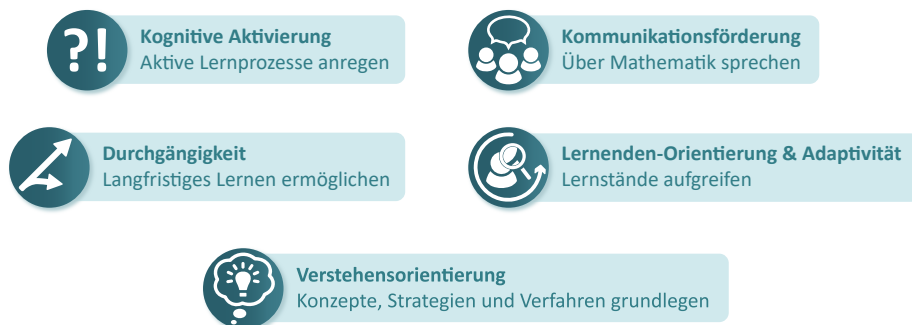 ?!
Kognitive Aktivierung
Aktive Lernprozesse anregen
Kommunikationsförderung
Über Mathematik sprechen
Durchgängigkeit
Langfristiges Lernen ermöglichen
Lernenden-Orientierung & Adaptivität
Lernstände aufgreifen
Verstehensorientierung
Konzepte, Strategien und Verfahren grundlegen